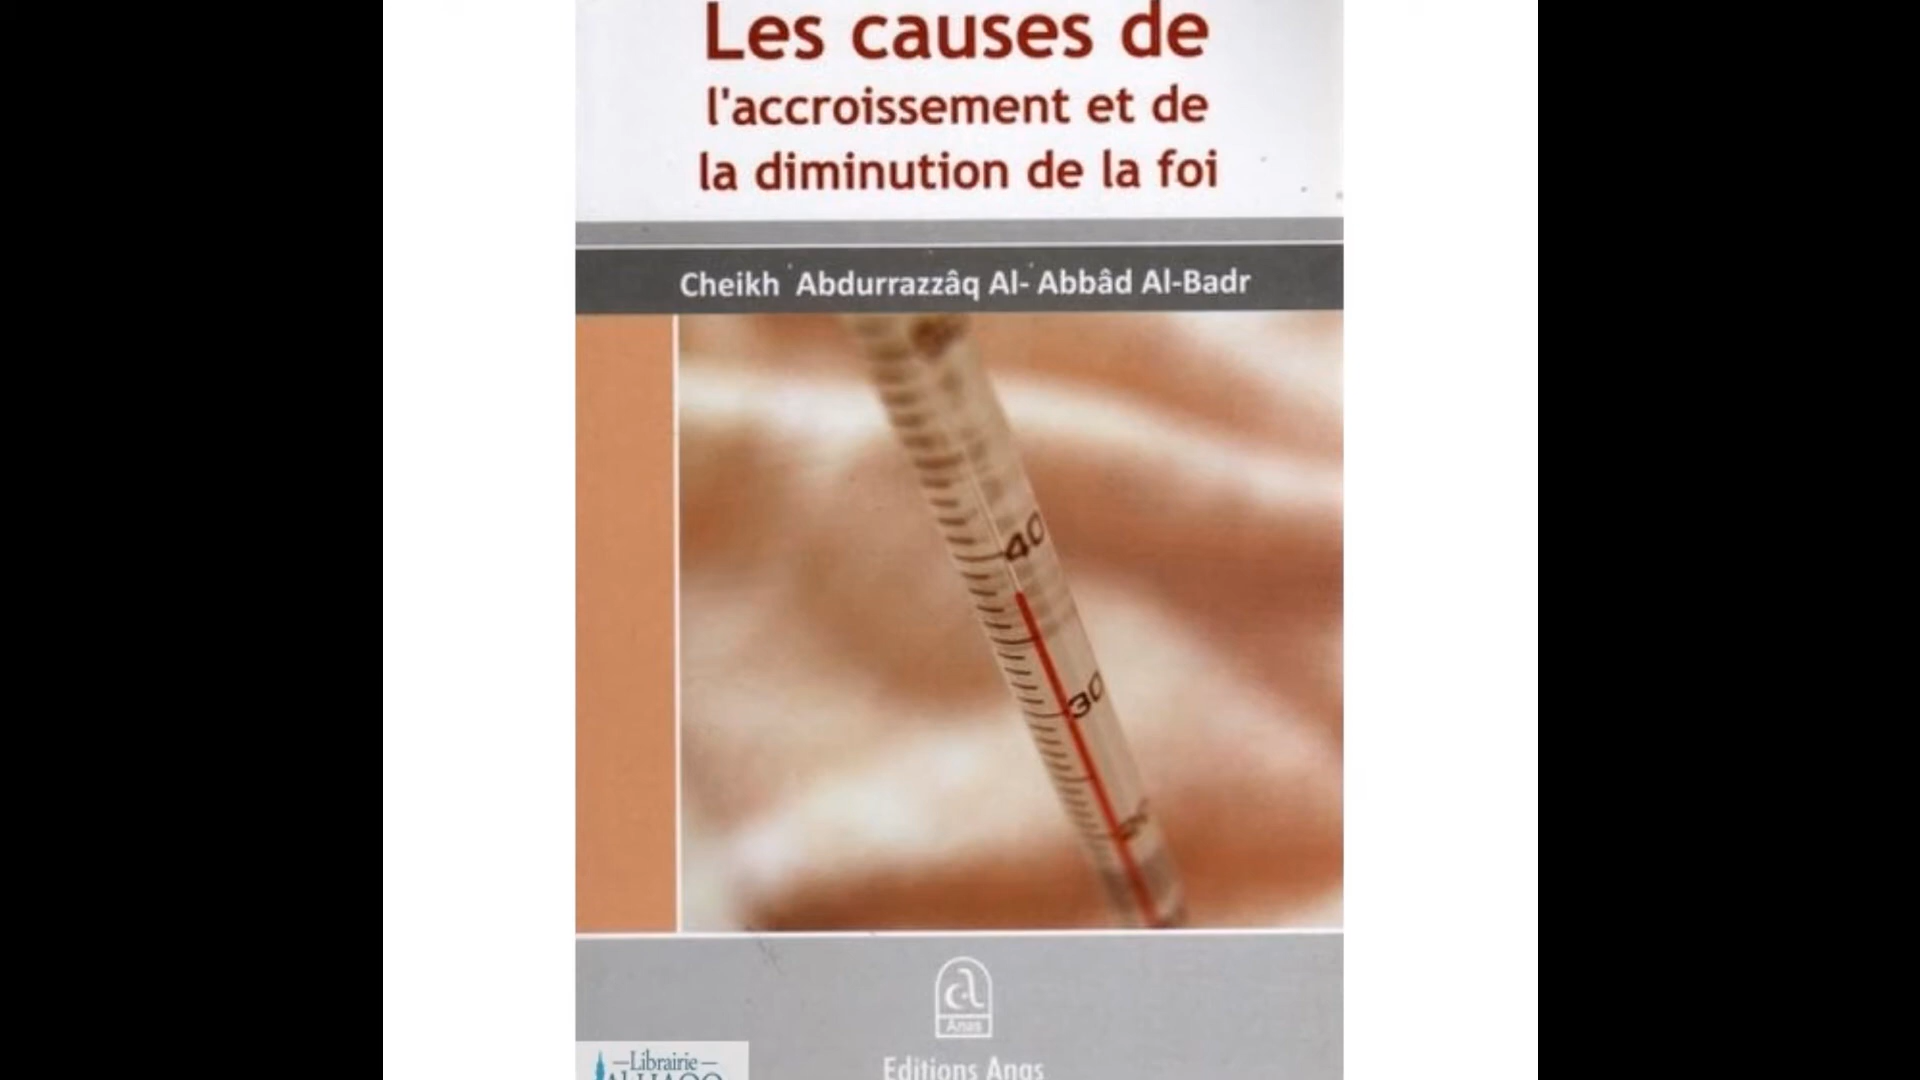 Les causes de
l'accroissement et de
la diminution de la foi
Cheikh 'Abdurrazzâq Al-'Abbâd Al-Badr
40
30
20
Anas
Editions Anas
Librairie